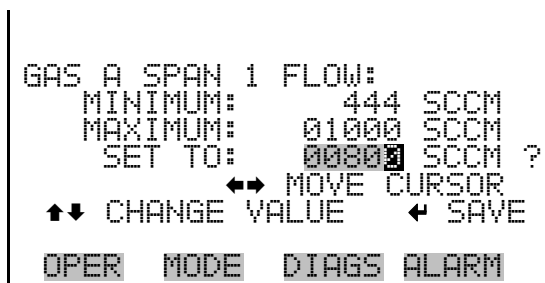 GAS A SPAN 1 FLOW:
MINIMUM: 444 SCCM
MAXIMUM: 01000 SCCM
SET TO: 00800 SCCM ?
⬅➡ MOVE CURSOR
⬆⬇ CHANGE VALUE ↵ SAVE
OPER MODE DIAGS ALARM